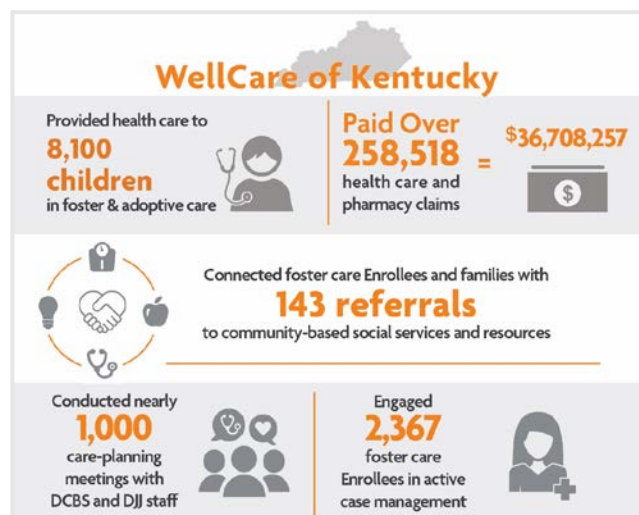 WellCare of Kentucky
Provided health care to
8,100
children
in foster & adoptive care
Paid Over
258,518
health care and
pharmacy claims
=
$36,708,257
$
Connected foster care Enrollees and families with
143 referrals
to community-based social services and resources
Conducted nearly
1,000
care-planning
meetings with
DCBS and DJJ staff
Engaged
2,367
foster care
Enrollees in active
case management